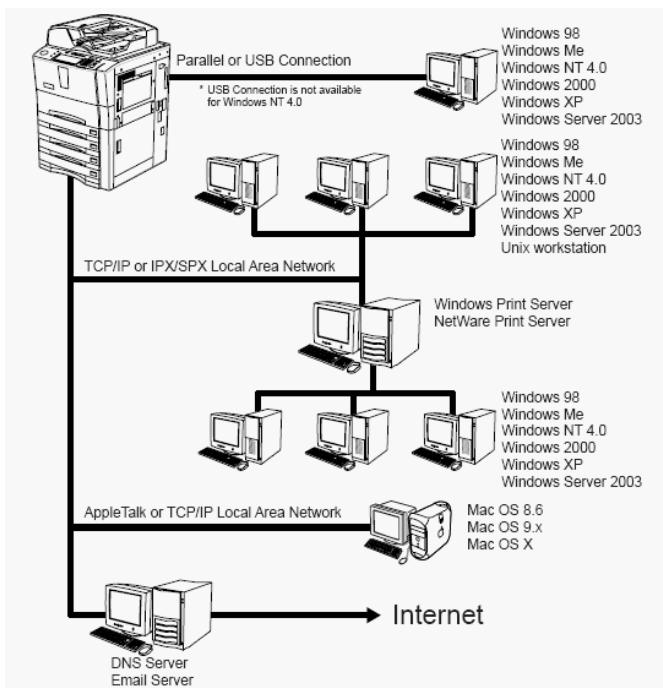 Parallel or USB Connection
* USB Connection is not available
for Windows NT 4.0
Windows 98
Windows Me
Windows NT 4.0
Windows 2000
Windows XP
Windows Server 2003
Windows 98
Windows Me
Windows NT 4.0
Windows 2000
Windows XP
Windows Server 2003
Unix workstation
TCP/IP or IPX/SPX Local Area Network
Windows Print Server
NetWare Print Server
Windows 98
Windows Me
Windows NT 4.0
Windows 2000
Windows XP
Windows Server 2003
AppleTalk or TCP/IP Local Area Network
Mac OS 8.6
Mac OS 9.x
Mac OS X
Internet
DNS Server
Email Server